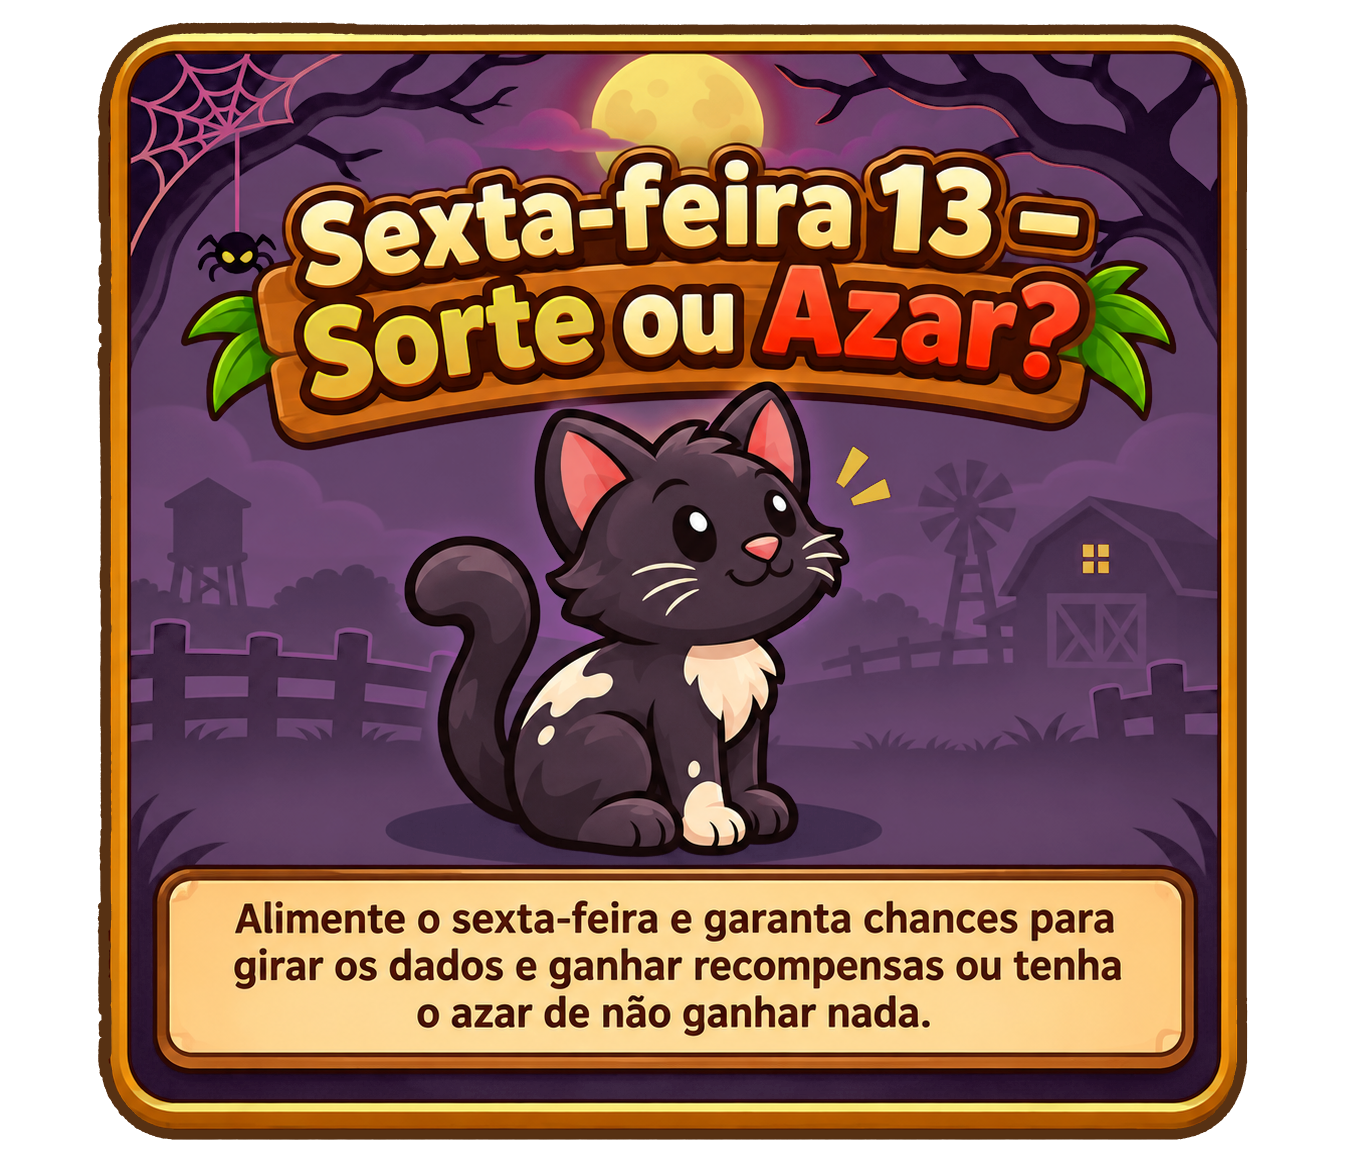 Sexta-feira 13 –
Sorte ou Azar?
Alimente o sexta-feira e garanta chances para
girar os dados e ganhar recompensas ou tenha
o azar de não ganhar nada.